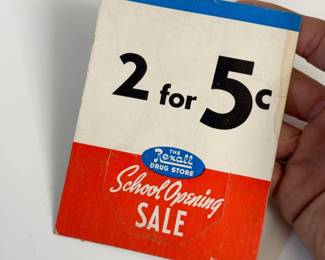 2 for 5c
THE
Rexall
DRUG STORE
School Opening
SALE